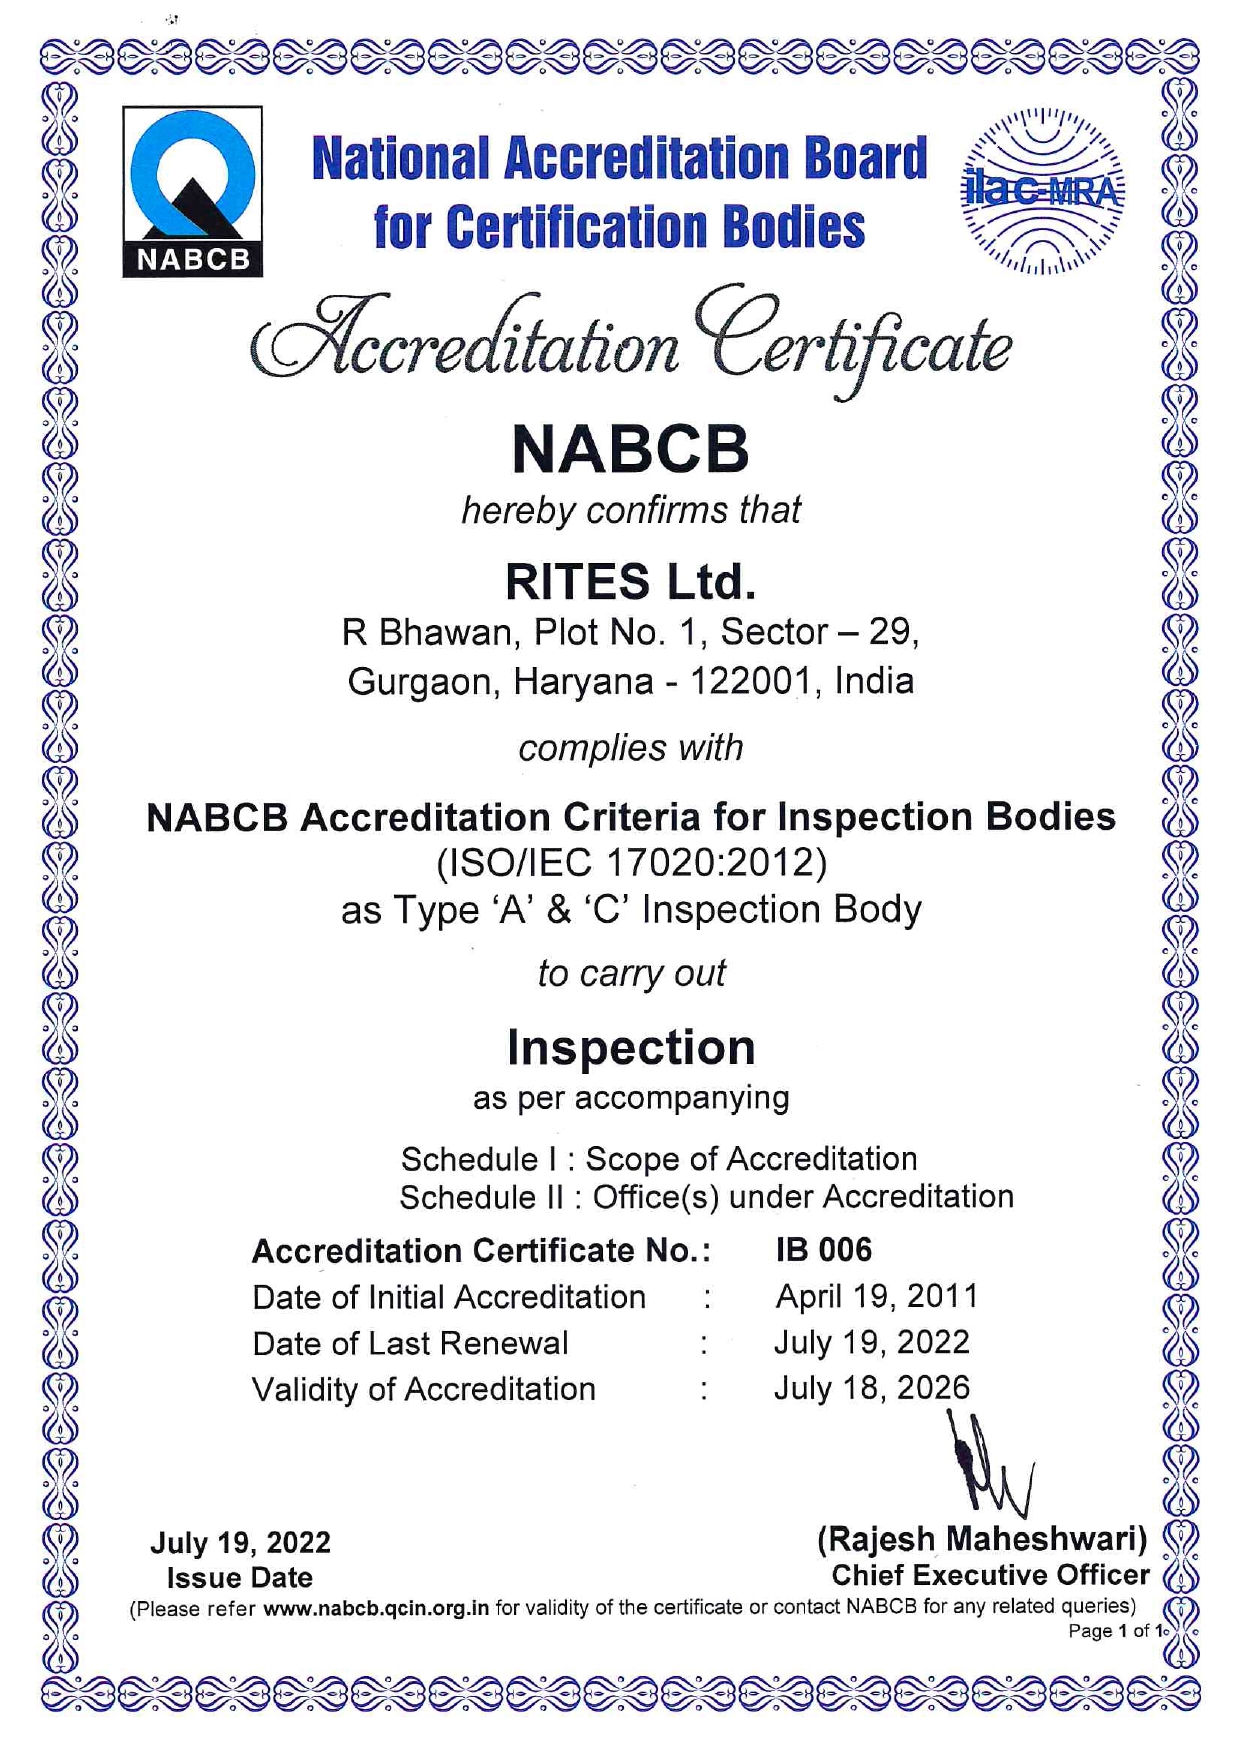 National Accreditation Board
for Certification Bodies
NABCB
ilac-MRA
Accreditation Certificate
NABCB
hereby confirms that
RITES Ltd.
R Bhawan, Plot No. 1, Sector – 29,
Gurgaon, Haryana - 122001, India
complies with
NABCB Accreditation Criteria for Inspection Bodies
(ISO/IEC 17020:2012)
as Type ‘A’ & ‘C’ Inspection Body
to carry out
Inspection
as per accompanying
Schedule I : Scope of Accreditation
Schedule II : Office(s) under Accreditation
Accreditation Certificate No.: IB 006
Date of Initial Accreditation : April 19, 2011
Date of Last Renewal : July 19, 2022
Validity of Accreditation : July 18, 2026
July 19, 2022
Issue Date
(Rajesh Maheshwari)
Chief Executive Officer
(Please refer www.nabcb.qcin.org.in for validity of the certificate or contact NABCB for any related queries)
Page 1 of 1